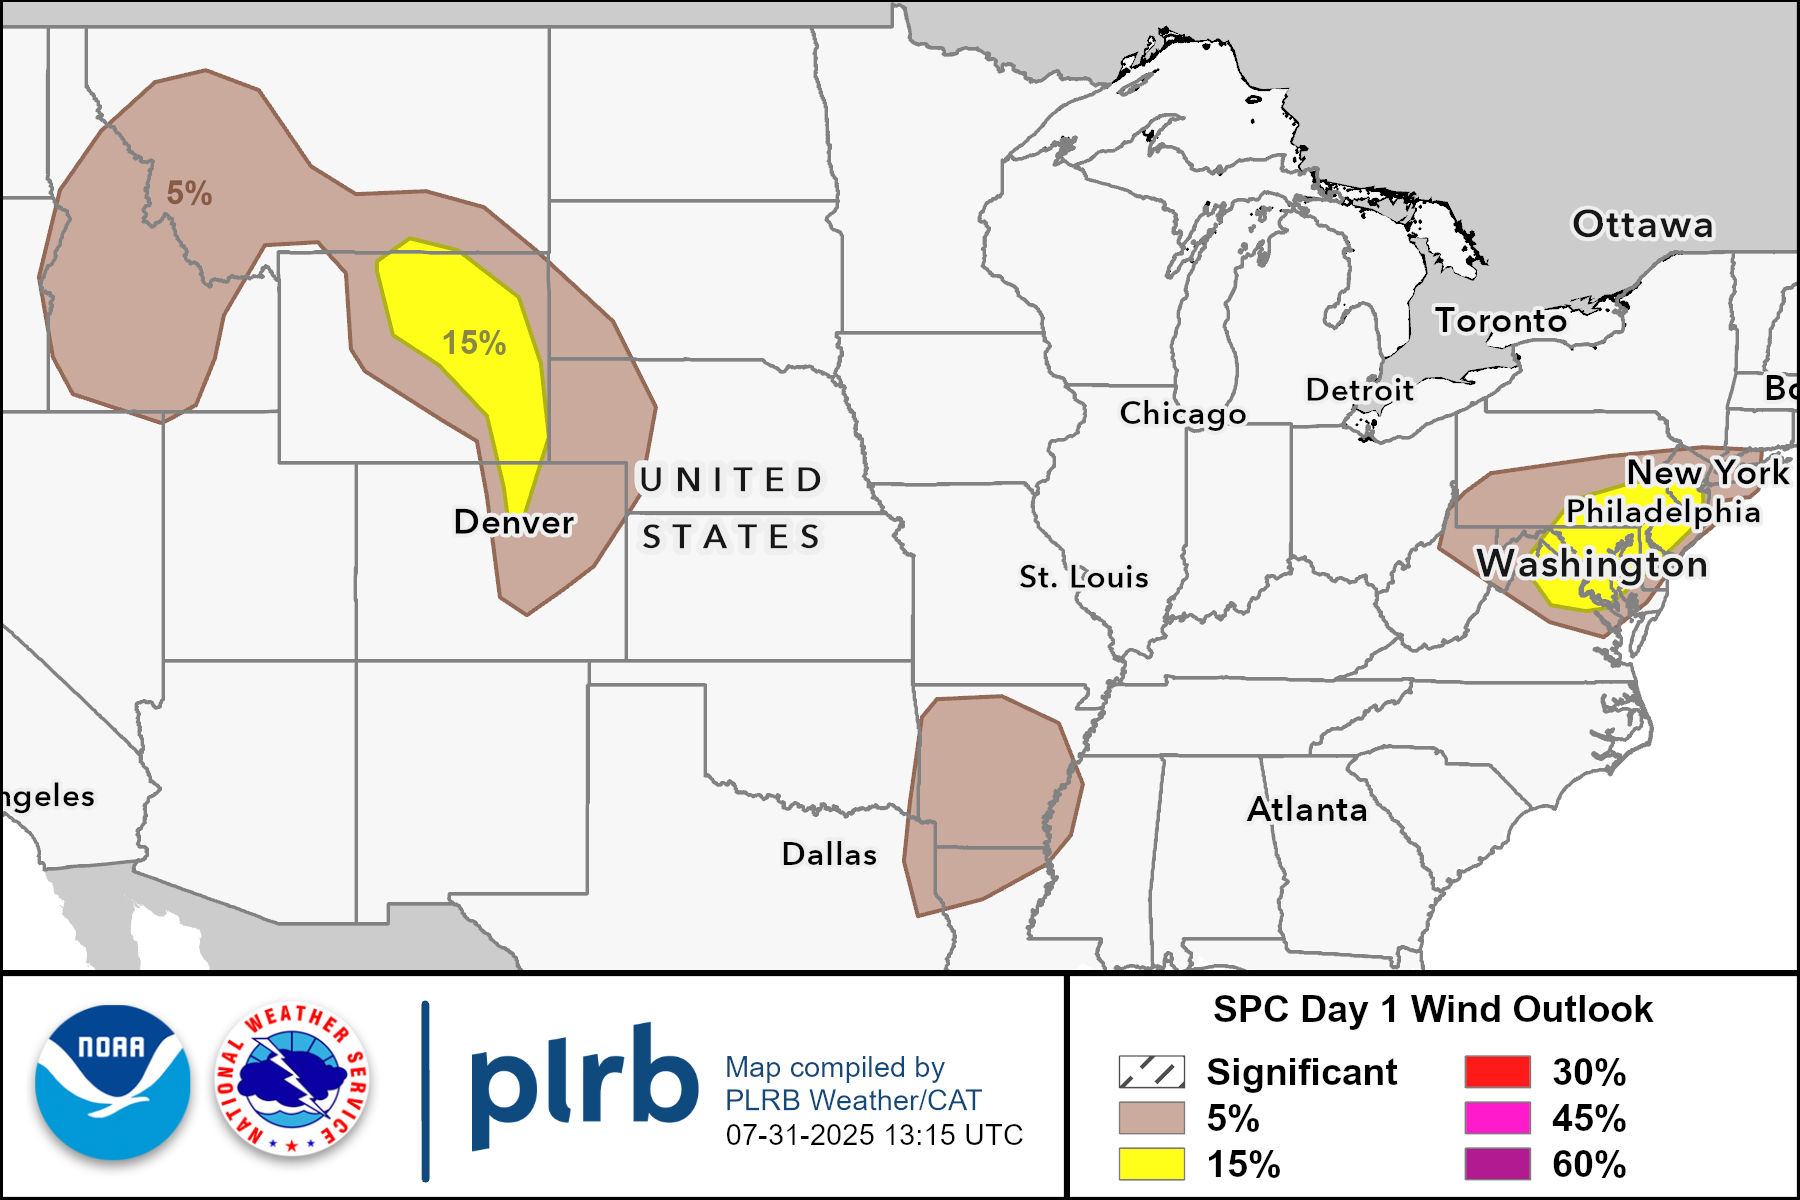 5%
15%
Ottawa
Toronto
Detroit
Chicago
New York
Philadelphia
Washington
UNITED
STATES
Denver
St. Louis
ngeles
Atlanta
Dallas
Bo
NOAA
NATIONAL WEATHER SERVICE
plrb
Map compiled by
PLRB Weather/CAT
07-31-2025 13:15 UTC
SPC Day 1 Wind Outlook
Significant
5%
15%
30%
45%
60%